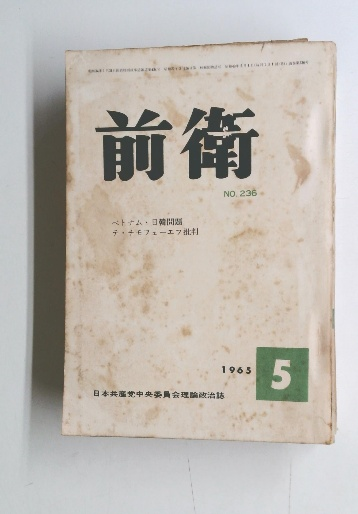 前衛
NO. 236
ベトナム・日韓問題
チ・チモフェーエフ批判
1965
5
日本共産党中央委員会理論政治誌